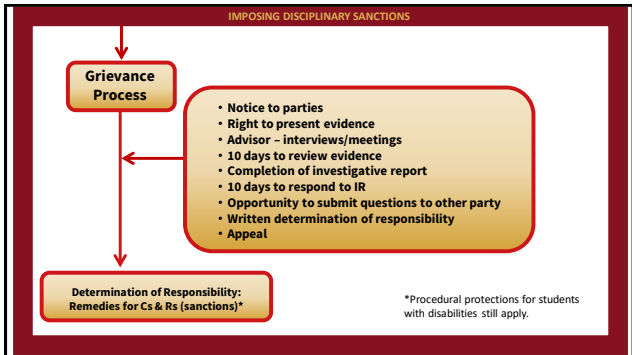 IMPOSING DISCIPLINARY SANCTIONS
Grievance
Process
• Notice to parties
• Right to present evidence
• Advisor – interviews/meetings
• 10 days to review evidence
• Completion of investigative report
• 10 days to respond to IR
• Opportunity to submit questions to other party
• Written determination of responsibility
• Appeal
Determination of Responsibility:
Remedies for Cs & Rs (sanctions)*
*Procedural protections for students
with disabilities still apply.